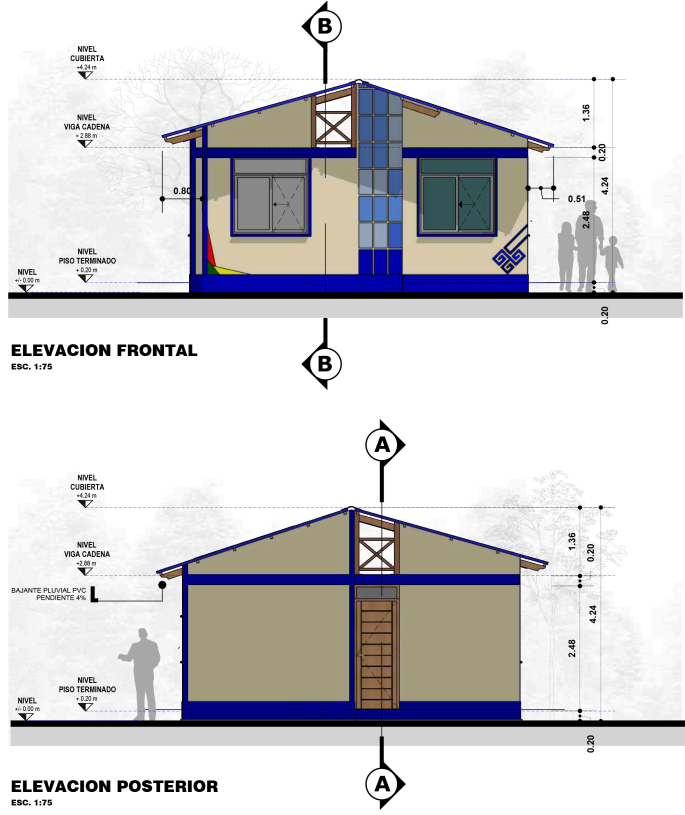 B
NIVEL
CUBIERTA
+4.24 m
NIVEL
VIGA CADENA
+ 2.88 m
1.36
0.20
4.24
0.80
0.51
2.48
NIVEL
PISO TERMINADO
+ 0.20 m
NIVEL
+/- 0.00 m
0.20
ELEVACION FRONTAL
ESC. 1:75
B
A
NIVEL
CUBIERTA
+4.24 m
NIVEL
VIGA CADENA
+2.88 m
1.36
0.20
BAJANTE PLUVIAL PVC
PENDIENTE 4%
4.24
2.48
NIVEL
PISO TERMINADO
+ 0.20 m
NIVEL
+/- 0.00 m
0.20
ELEVACION POSTERIOR
ESC. 1:75
A